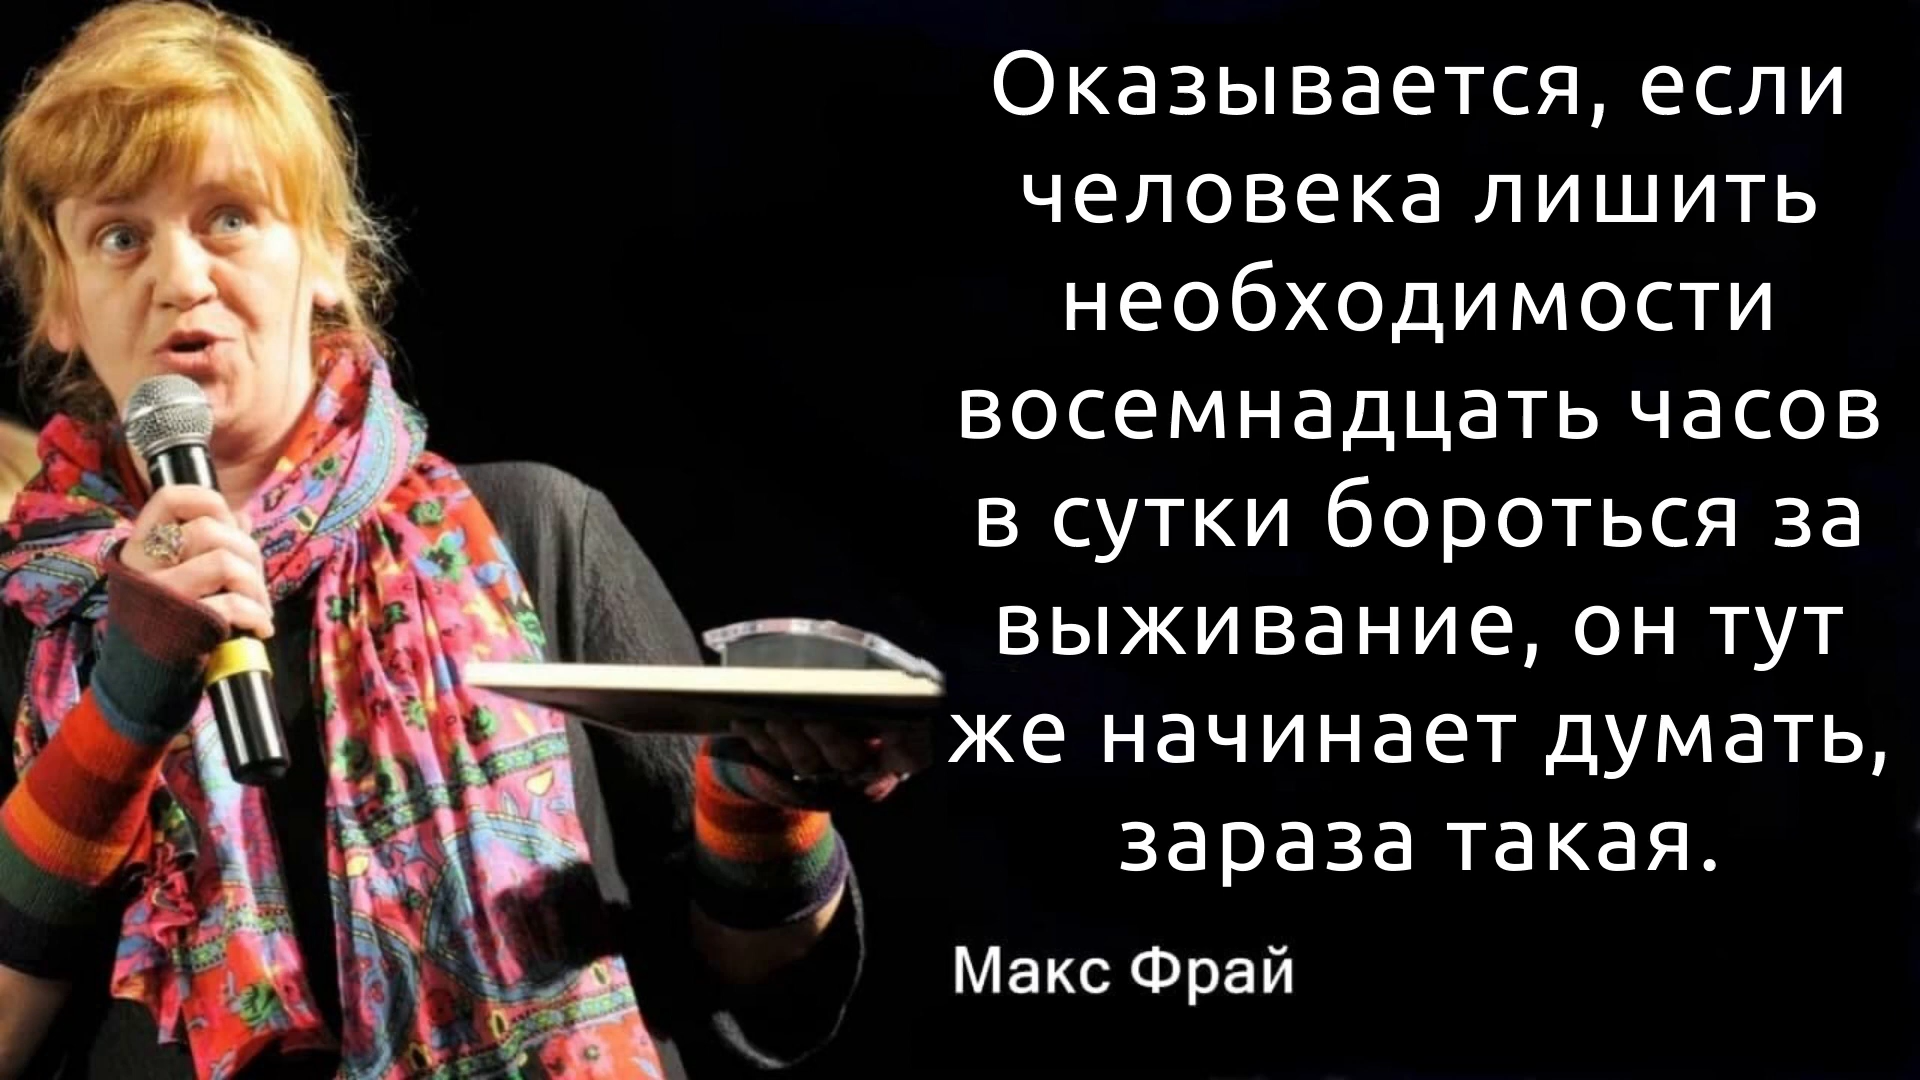 Оказывается, если
человека лишить
необходимости
восемнадцать часов
в сутки бороться за
выживание, он тут
же начинает думать,
зараза такая.
Макс Фрай